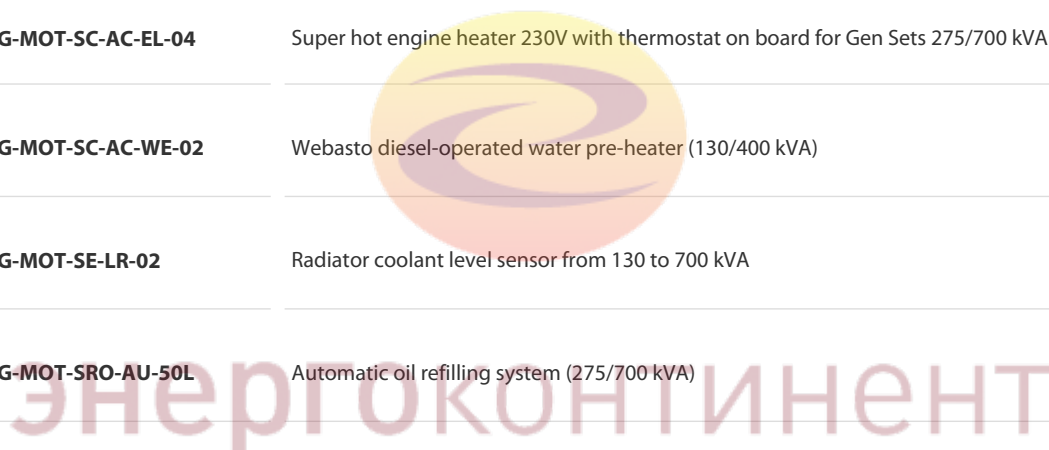 G-MOT-SC-AC-EL-04 Super hot engine heater 230V with thermostat on board for Gen Sets 275/700 kVA
G-MOT-SC-AC-WE-02 Webasto diesel-operated water pre-heater (130/400 kVA)
G-MOT-SE-LR-02 Radiator coolant level sensor from 130 to 700 kVA
G-MOT-SRO-AU-50L Automatic oil refilling system (275/700 kVA)
энергоконтинент